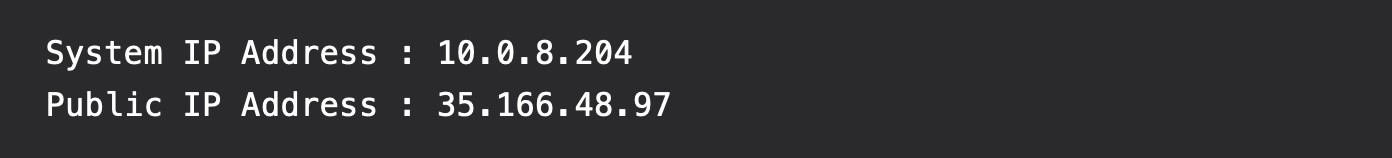 System IP Address : 10.0.8.204
Public IP Address : 35.166.48.97